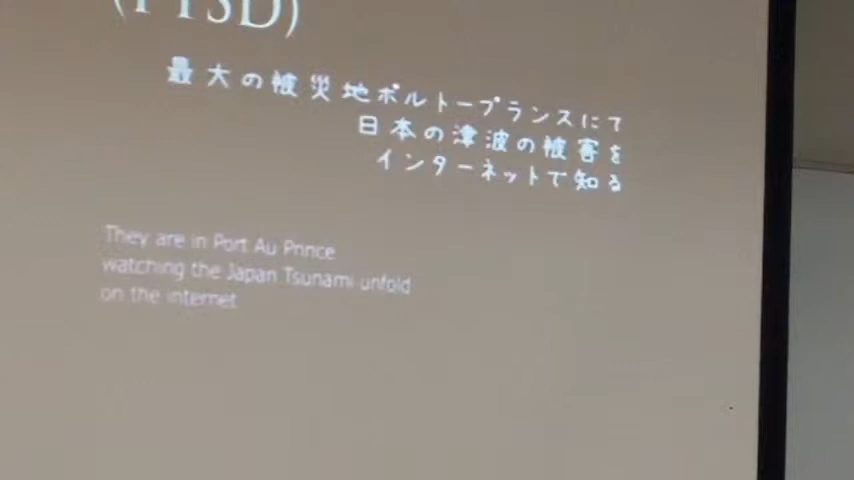 (PTSD)
最大の被災地ポルトープランスにて
日本の津波の被害を
インターネットで知る
They are in Port Au Prince
watching the Japan Tsunami unfold
on the internet